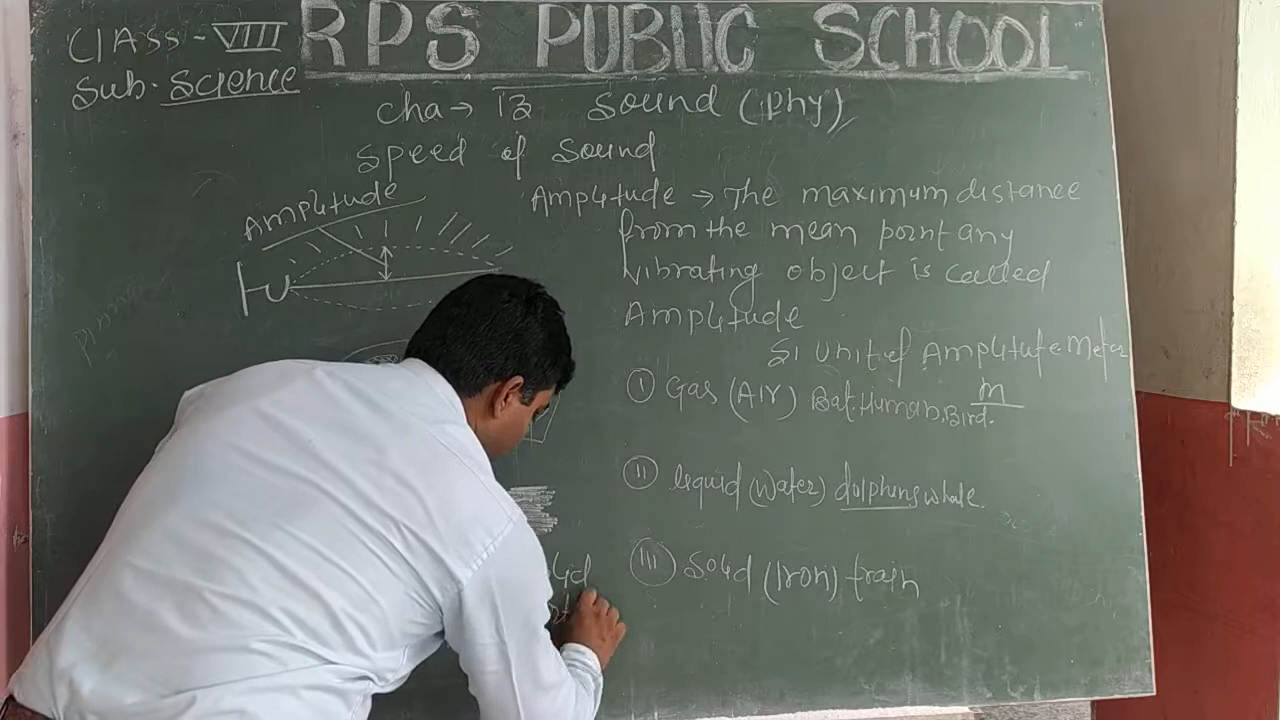 Class-VIII RPS PUBLIC SCHOOL
Sub. Science
Cha→ 13 Sound (Phy)
Speed of Sound
Amplitude
Amplitude → The maximum distance
from the mean point any
vibrating object is called
Amplitude
SI Unit of Amplitute Meter
m
(I) Gas (Air) Bat, Human, Bird.
(II) liquid (Water) dolphins whale
(III) Solid (Iron) train